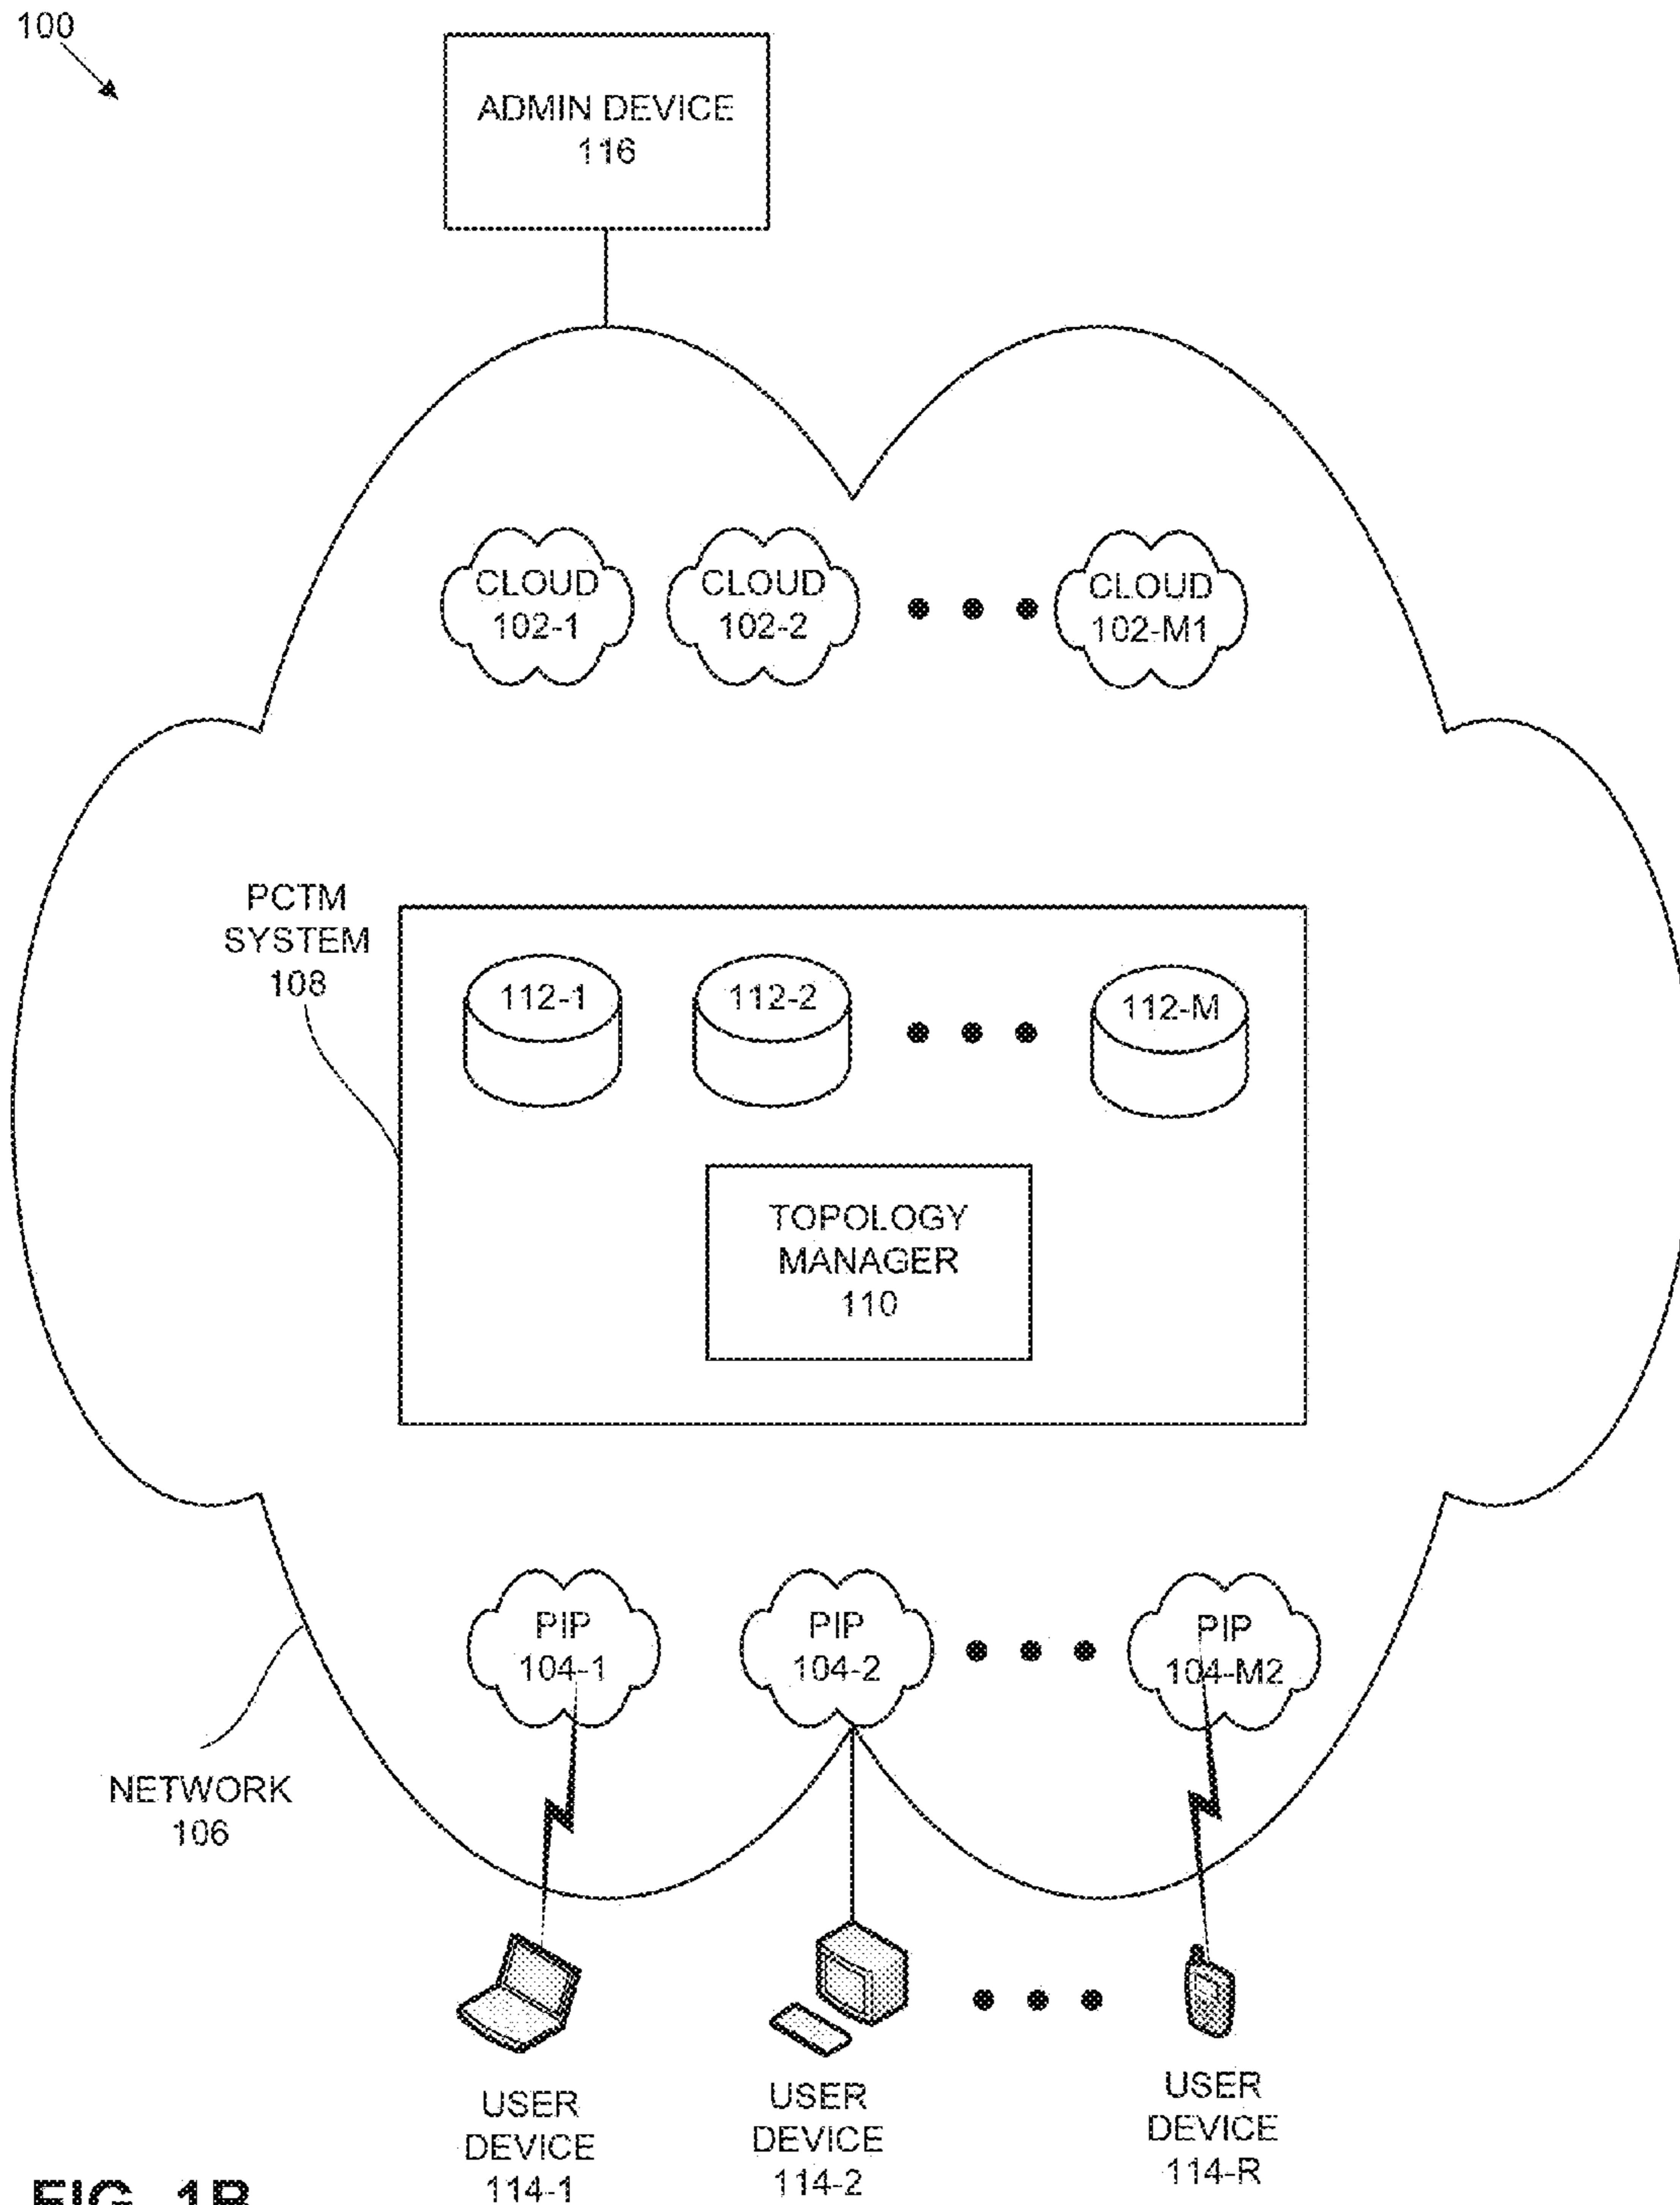 100
ADMIN DEVICE
116
CLOUD
102-1
CLOUD
102-2
CLOUD
102-M1
PCTM
SYSTEM
108
112-1
112-2
112-M
TOPOLOGY
MANAGER
110
PIP
104-1
PIP
104-2
PIP
104-M2
NETWORK
106
USER
DEVICE
114-1
USER
DEVICE
114-2
USER
DEVICE
114-R
FIG. 1B